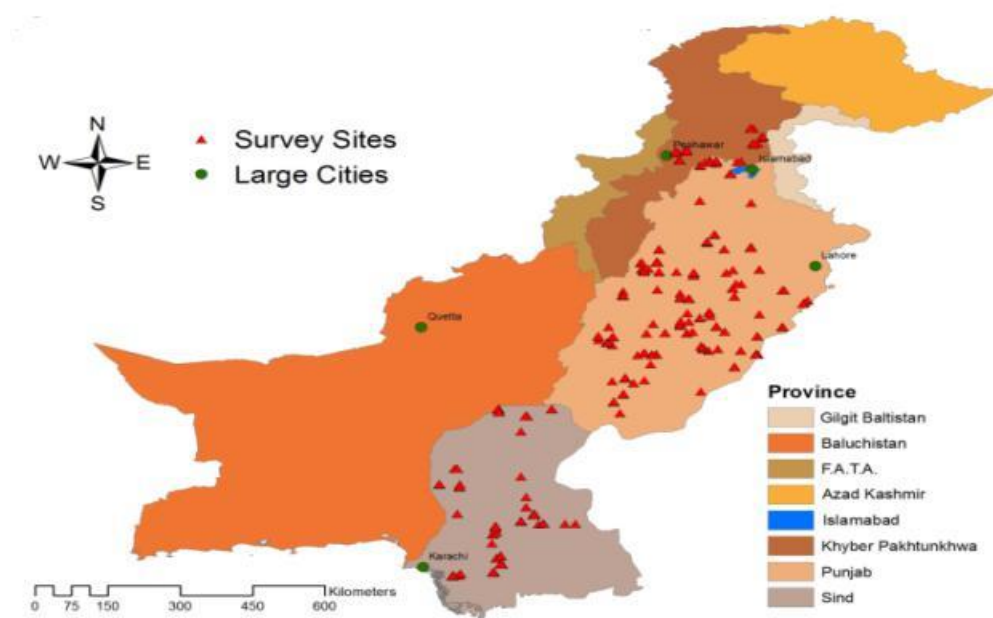 N
W E
S
Survey Sites
Large Cities
Peshawar
Islamabad
Lahore
Quetta
Karachi
Province
Gilgit Baltistan
Baluchistan
F.A.T.A.
Azad Kashmir
Islamabad
Khyber Pakhtunkhwa
Punjab
Sind
Kilometers
0 75 150 300 450 600